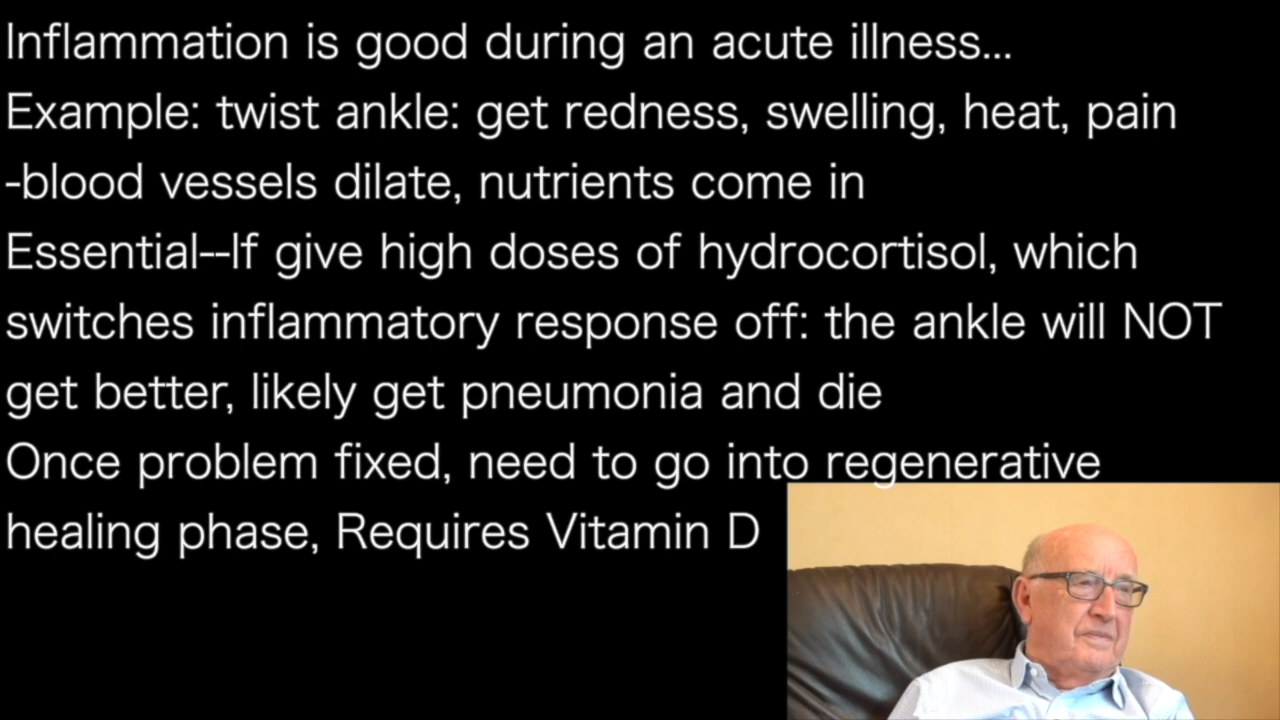 Inflammation is good during an acute illness...
Example: twist ankle: get redness, swelling, heat, pain
-blood vessels dilate, nutrients come in
Essential--If give high doses of hydrocortisol, which
switches inflammatory response off: the ankle will NOT
get better, likely get pneumonia and die
Once problem fixed, need to go into regenerative
healing phase, Requires Vitamin D